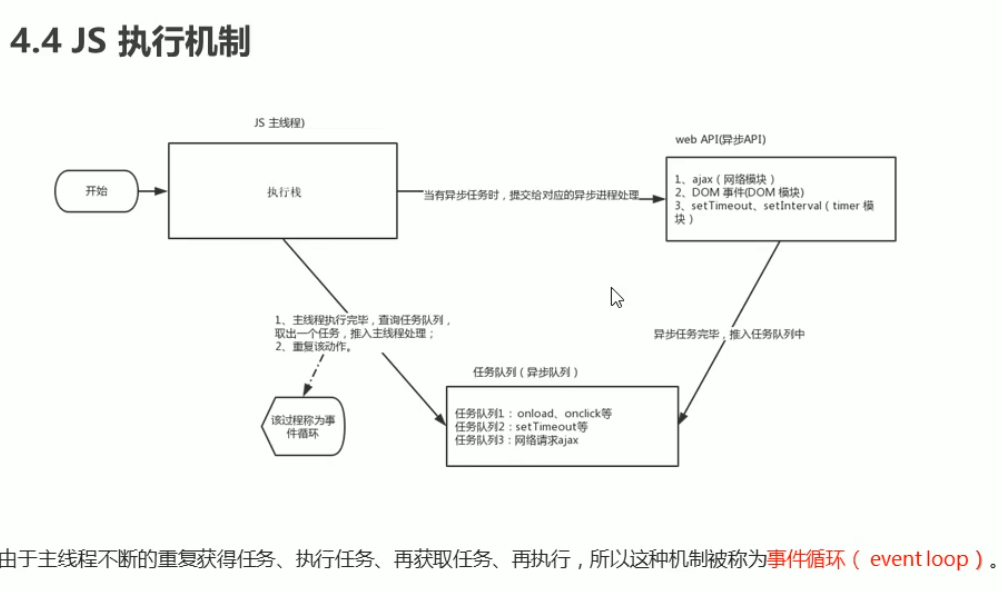 4.4 JS 执行机制
JS 主线程)
web API(异步API)
开始
执行栈
当有异步任务时，提交给对应的异步进程处理
1、ajax（网络模块）
2、DOM 事件(DOM 模块)
3、setTimeout、setInterval（timer 模
块）
1、主线程执行完毕，查询任务队列，
取出一个任务，推入主线程处理；
2、重复该动作。
异步任务完毕，推入任务队列中
任务队列（异步队列）
该过程称为事
件循环
任务队列1：onload、onclick等
任务队列2：setTimeout等
任务队列3：网络请求ajax
由于主线程不断的重复获得任务、执行任务、再获取任务、再执行，所以这种机制被称为事件循环（ event loop）。